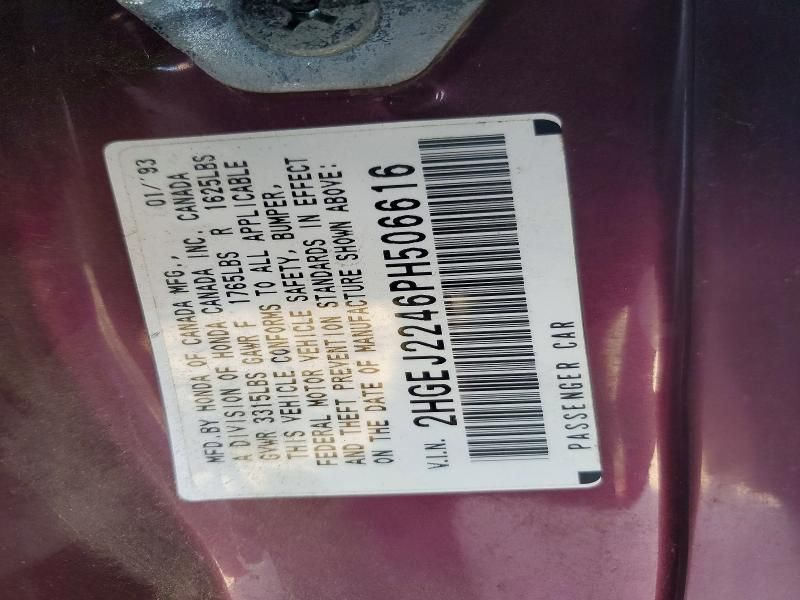 MFD. BY HONDA OF CANADA MFG., 01/'93
A DIVISION OF HONDA CANADA INC. CANADA
GVWR 3315LBS GAWR F 1765LBS R 1625LBS
THIS VEHICLE CONFORMS TO ALL APPLICABLE
FEDERAL MOTOR VEHICLE SAFETY, BUMPER,
AND THEFT PREVENTION STANDARDS IN EFFECT
ON THE DATE OF MANUFACTURE SHOWN ABOVE:
V.I.N. 2HGEJ2246PH506616
PASSENGER CAR